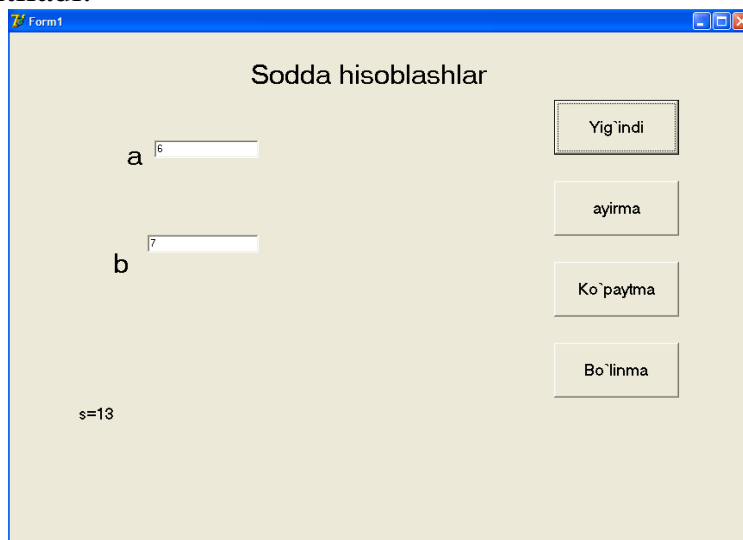 Form1
Sodda hisoblashlar
Yig`indi
a 6
ayirma
b 7
Ko`paytma
Bo`linma
s=13